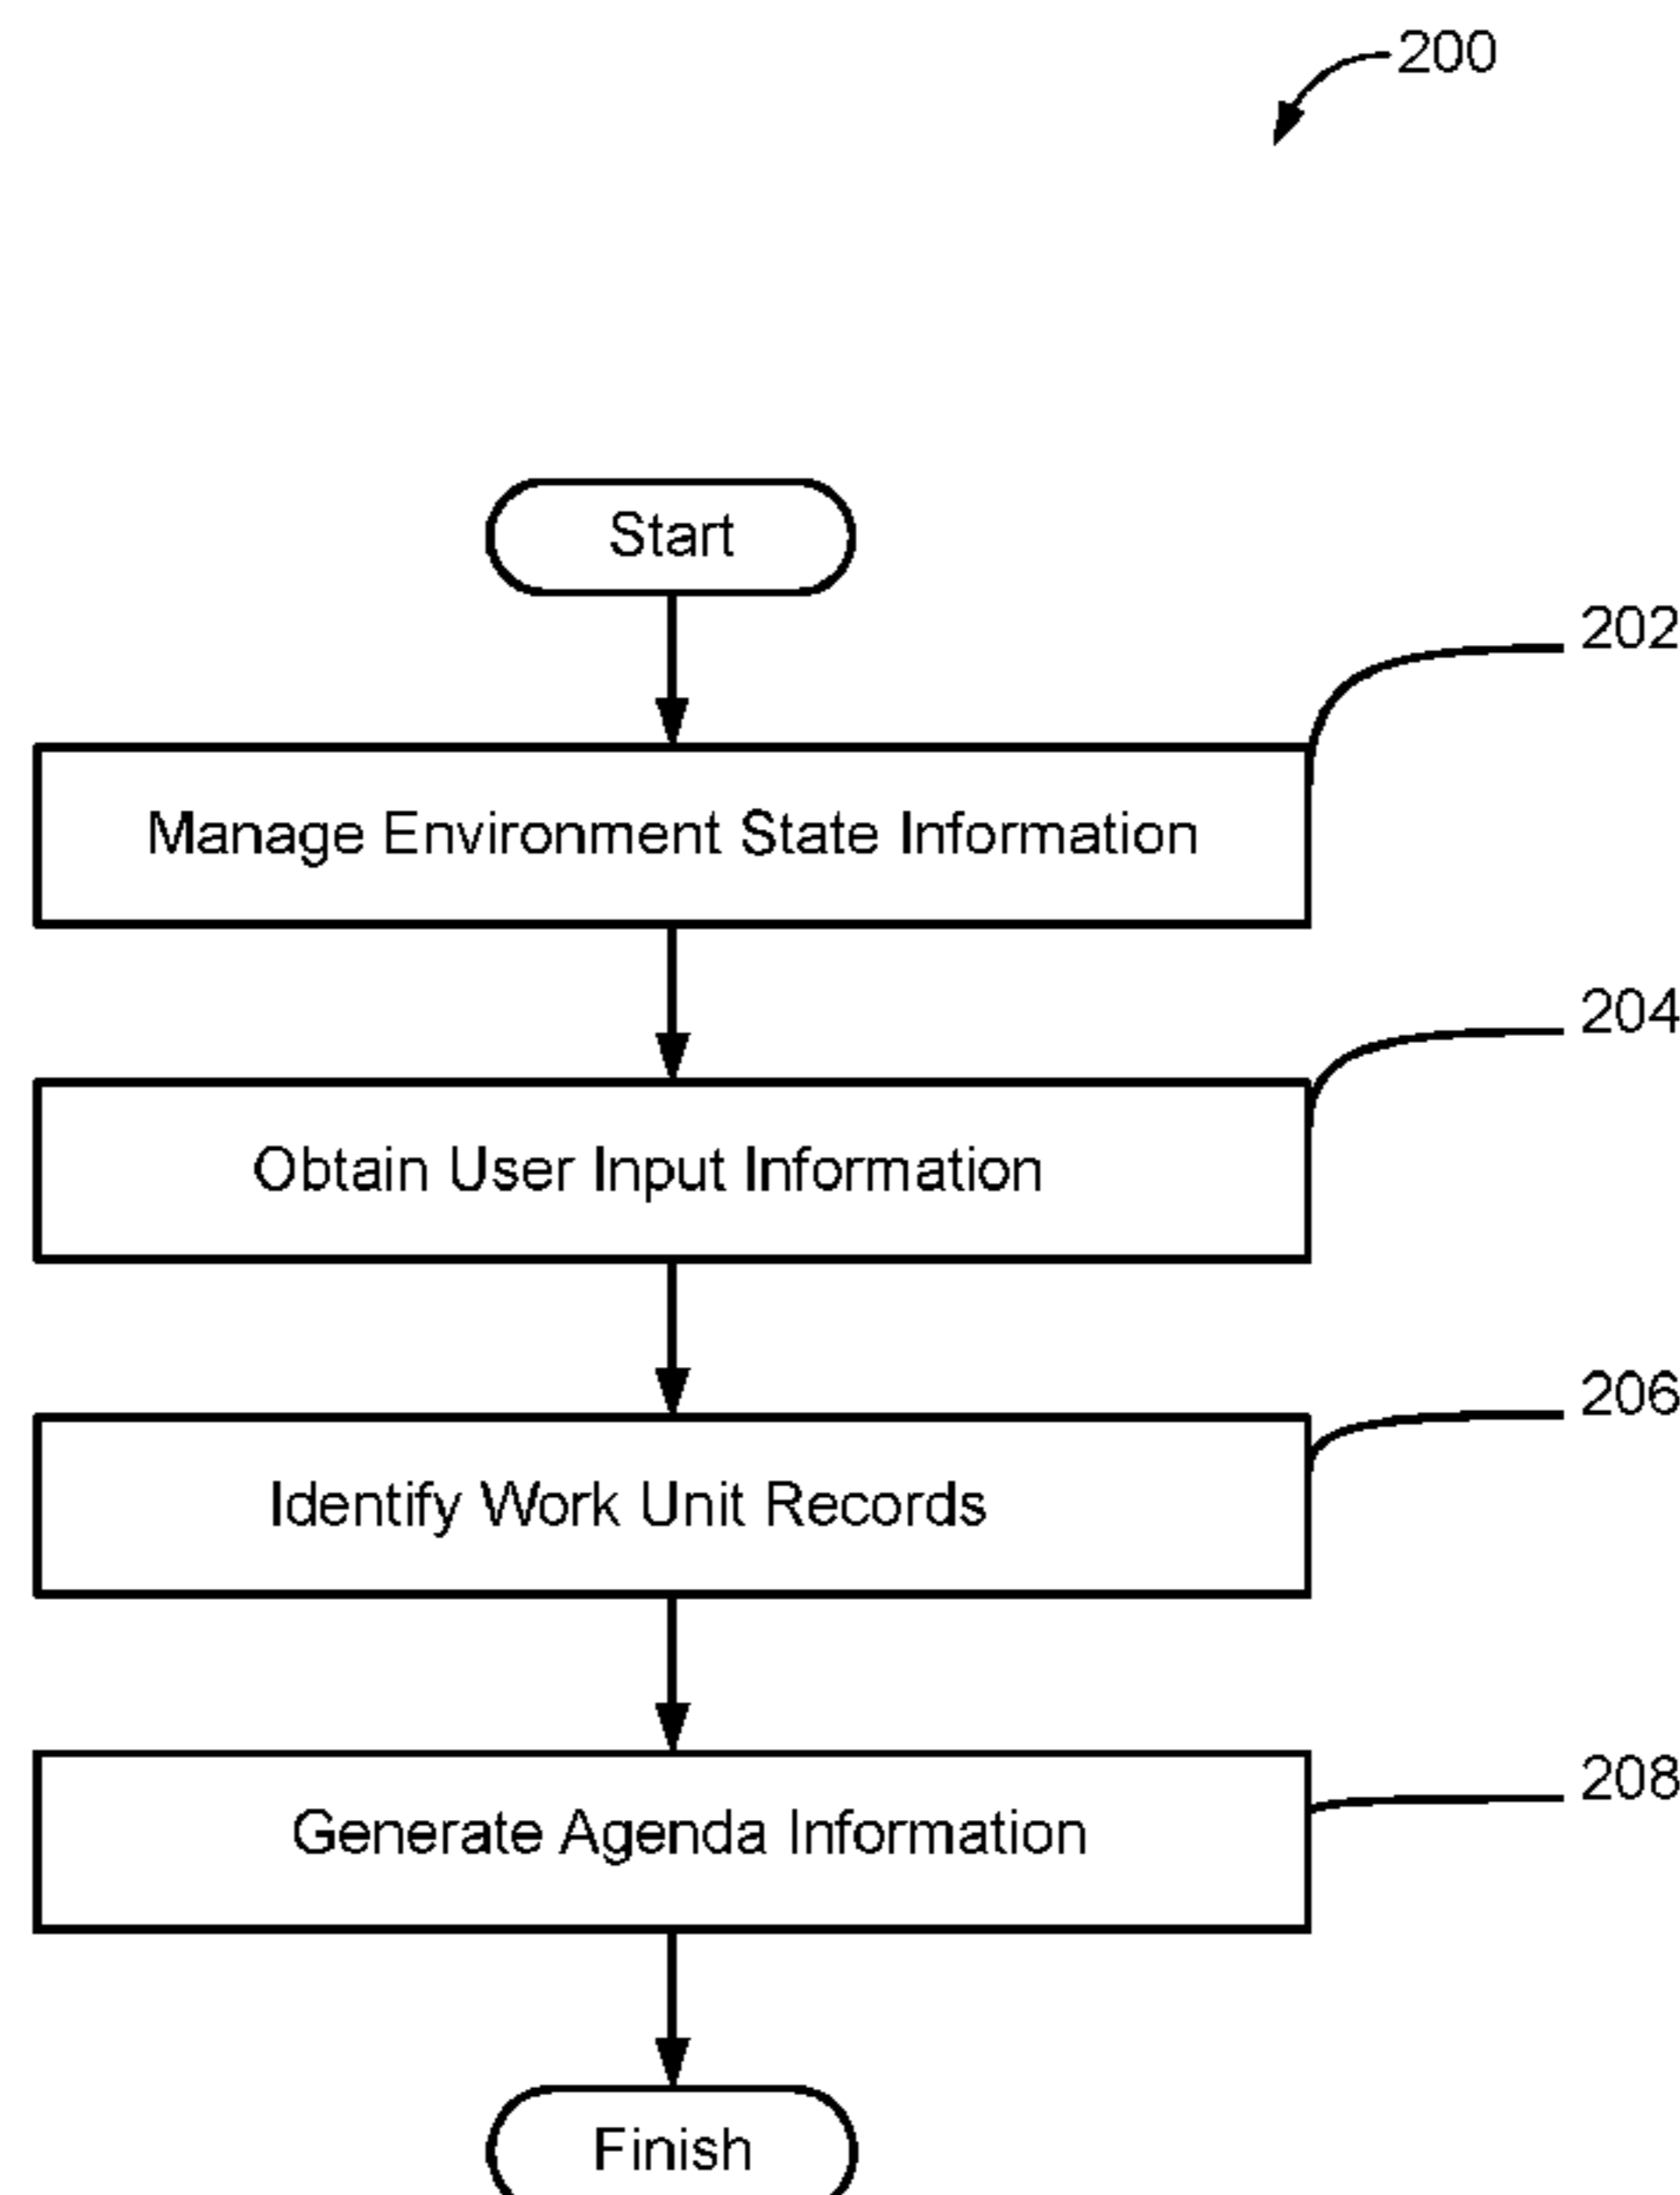 200
Start
202
Manage Environment State Information
204
Obtain User Input Information
206
Identify Work Unit Records
208
Generate Agenda Information
Finish